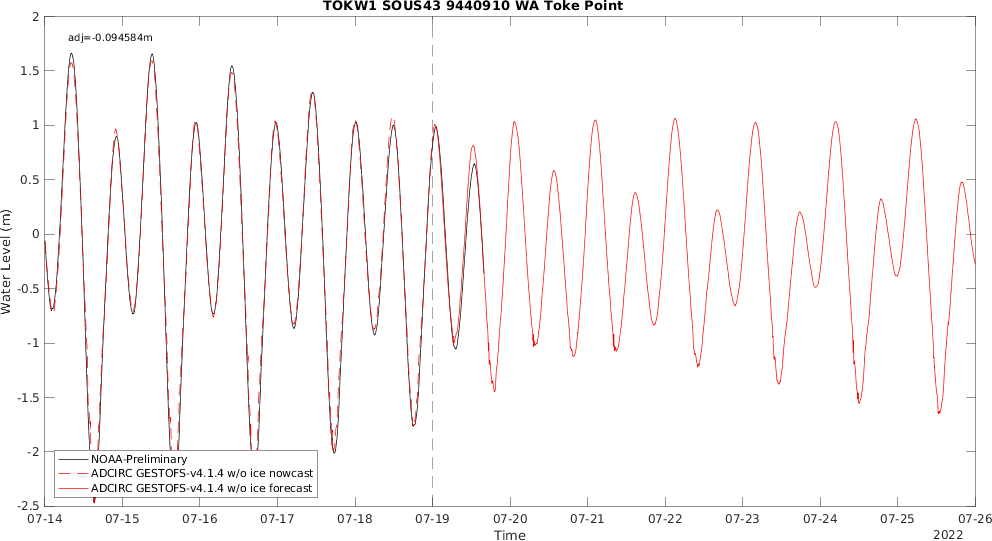 TOKW1 SOUS43 9440910 WA Toke Point
adj=-0.094584m
Water Level (m)
2
1.5
1
0.5
0
-0.5
-1
-1.5
-2
-2.5
NOAA-Preliminary
ADCIRC GESTOFS-v4.1.4 w/o ice nowcast
ADCIRC GESTOFS-v4.1.4 w/o ice forecast
07-14 07-15 07-16 07-17 07-18 07-19 07-20 07-21 07-22 07-23 07-24 07-25 07-26
Time
2022